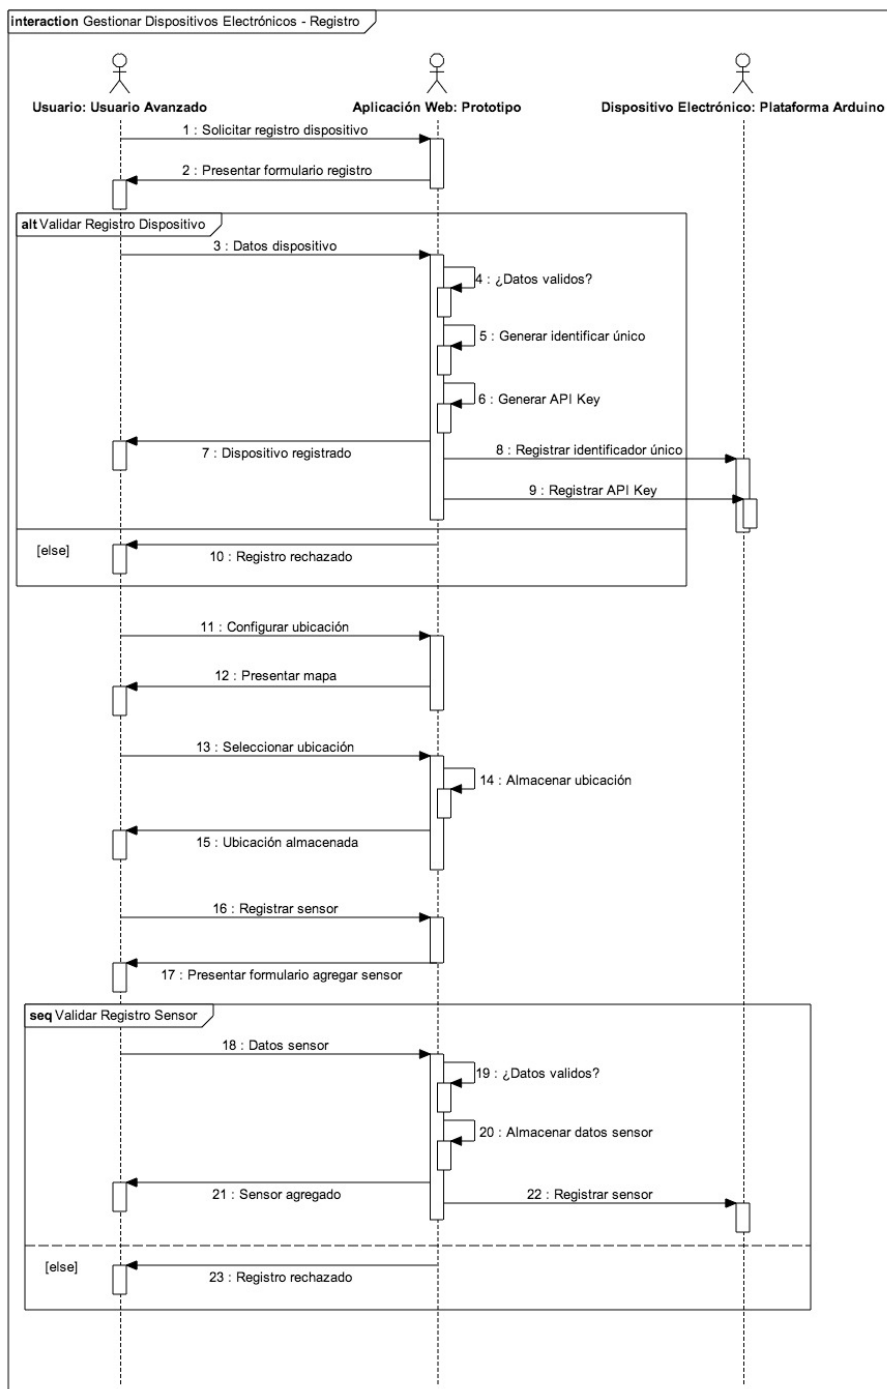 interaction Gestionar Dispositivos Electrónicos - Registro
Usuario: Usuario Avanzado
Aplicación Web: Prototipo
Dispositivo Electrónico: Plataforma Arduino
1 : Solicitar registro dispositivo
2 : Presentar formulario registro
alt Validar Registro Dispositivo
3 : Datos dispositivo
4 : ¿Datos validos?
5 : Generar identificar único
6 : Generar API Key
7 : Dispositivo registrado
8 : Registrar identificador único
9 : Registrar API Key
[else]
10 : Registro rechazado
11 : Configurar ubicación
12 : Presentar mapa
13 : Seleccionar ubicación
14 : Almacenar ubicación
15 : Ubicación almacenada
16 : Registrar sensor
17 : Presentar formulario agregar sensor
seq Validar Registro Sensor
18 : Datos sensor
19 : ¿Datos validos?
20 : Almacenar datos sensor
21 : Sensor agregado
22 : Registrar sensor
[else]
23 : Registro rechazado